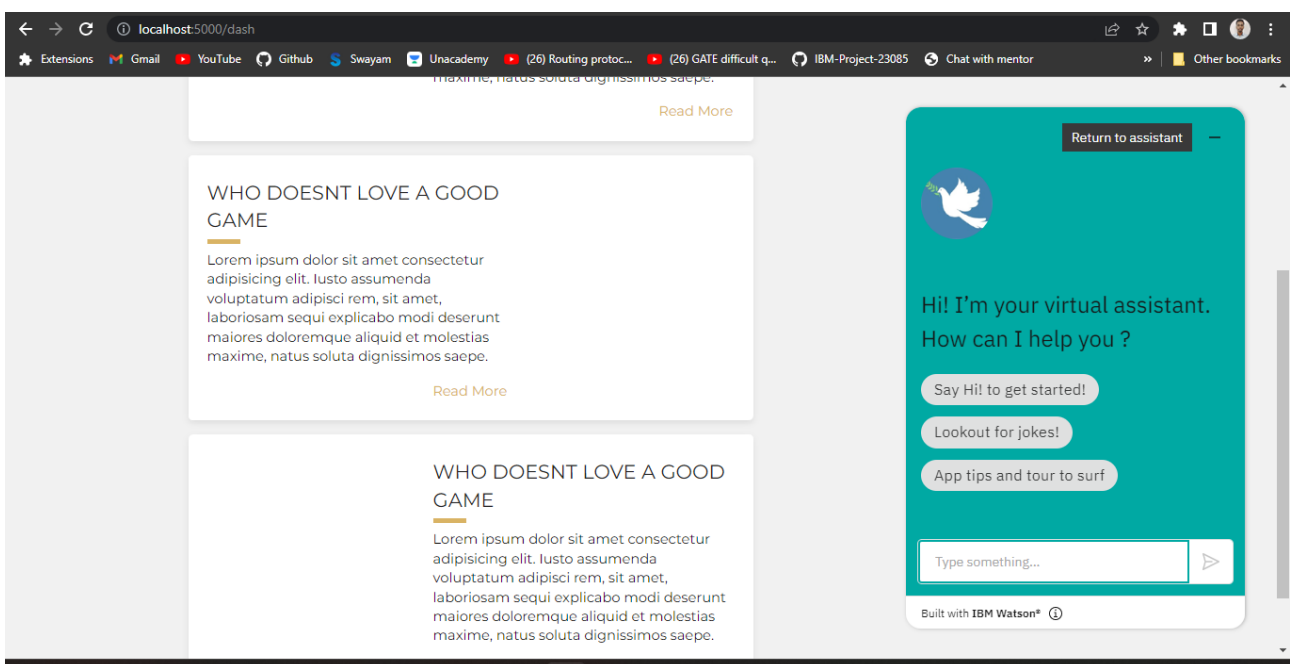 localhost:5000/dash
Extensions Gmail YouTube Github Swayam Unacademy (26) Routing protoc... (26) GATE difficult q... IBM-Project-23085 Chat with mentor » Other bookmarks
maxime, natus soluta dignissimos saepe.
Read More
WHO DOESNT LOVE A GOOD
GAME
Lorem ipsum dolor sit amet consectetur
adipisicing elit. Iusto assumenda
voluptatum adipisci rem, sit amet,
laboriosam sequi explicabo modi deserunt
maiores doloremque aliquid et molestias
maxime, natus soluta dignissimos saepe.
Read More
WHO DOESNT LOVE A GOOD
GAME
Lorem ipsum dolor sit amet consectetur
adipisicing elit. Iusto assumenda
voluptatum adipisci rem, sit amet,
laboriosam sequi explicabo modi deserunt
maiores doloremque aliquid et molestias
maxime, natus soluta dignissimos saepe.
Return to assistant
Hi! I'm your virtual assistant.
How can I help you ?
Say Hi! to get started!
Lookout for jokes!
App tips and tour to surf
Type something...
Built with IBM Watson®